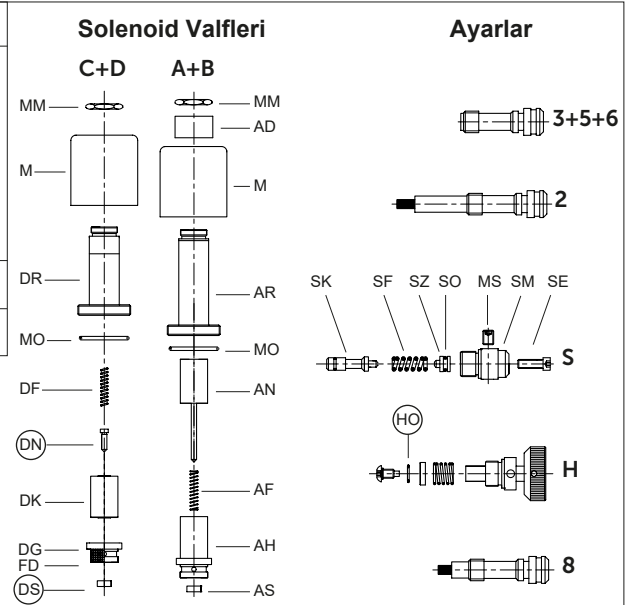 Solenoid Valfleri
Ayarlar
C+D
A+B
MM
M
DR
MO
DF
DN
DK
DG
FD
DS
MM
AD
M
AR
MO
AN
AF
AH
AS
3+5+6
2
SK
SF
SZ
SO
MS
SM
SE
S
HO
H
8